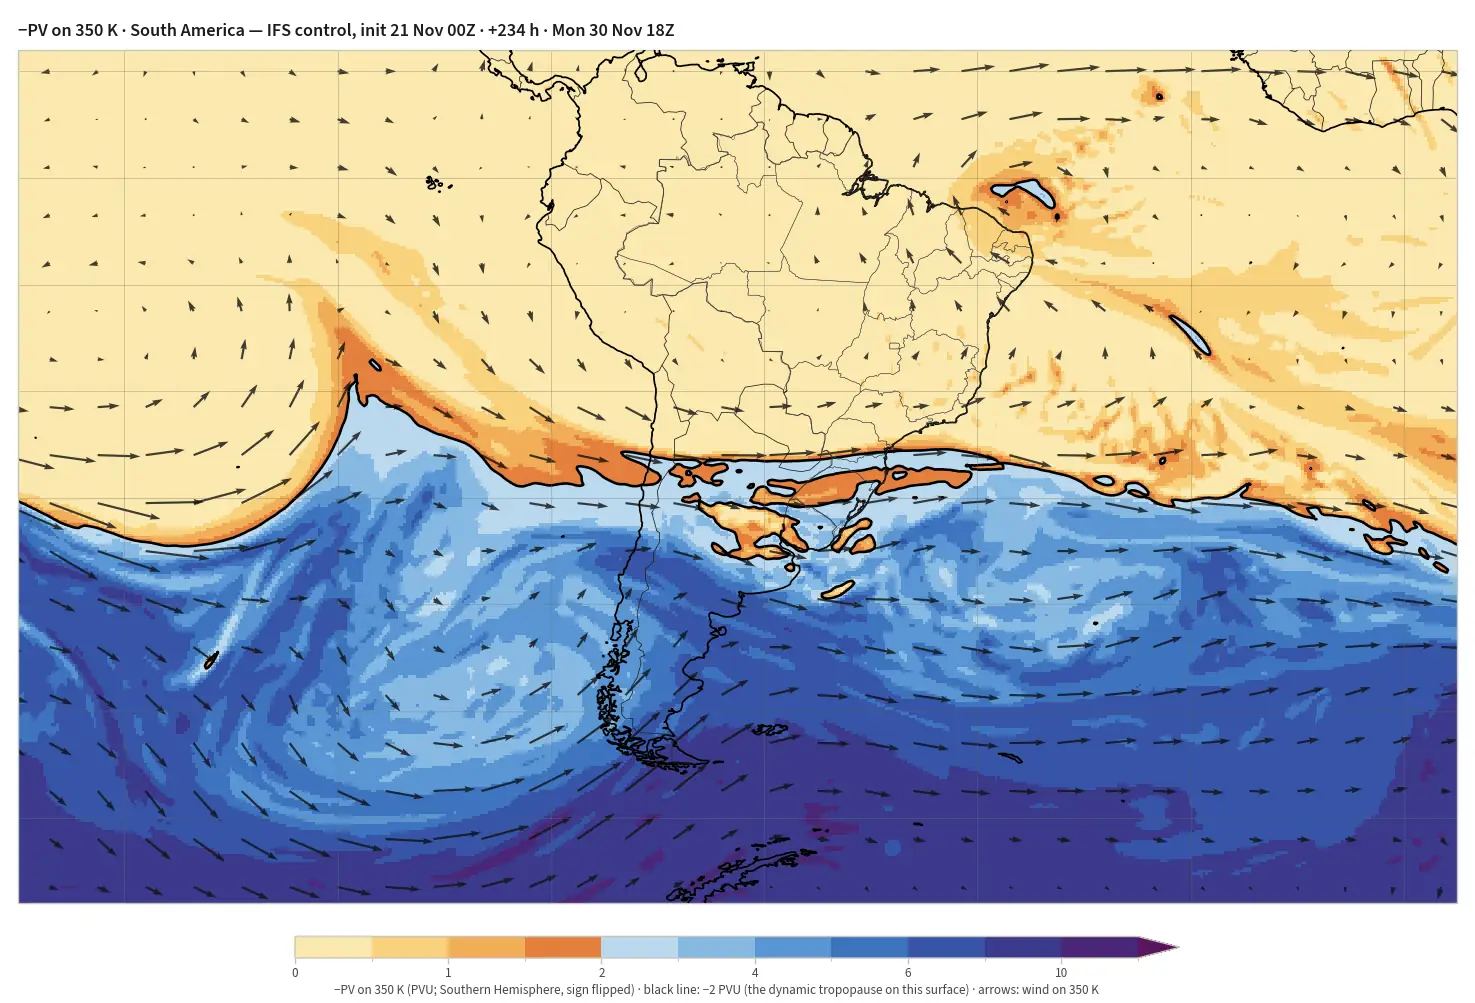 −PV on 350 K · South America — IFS control, init 21 Nov 00Z · +234 h · Mon 30 Nov 18Z
0 1 2 4 6 10
−PV on 350 K (PVU; Southern Hemisphere, sign flipped) · black line: −2 PVU (the dynamic tropopause on this surface) · arrows: wind on 350 K